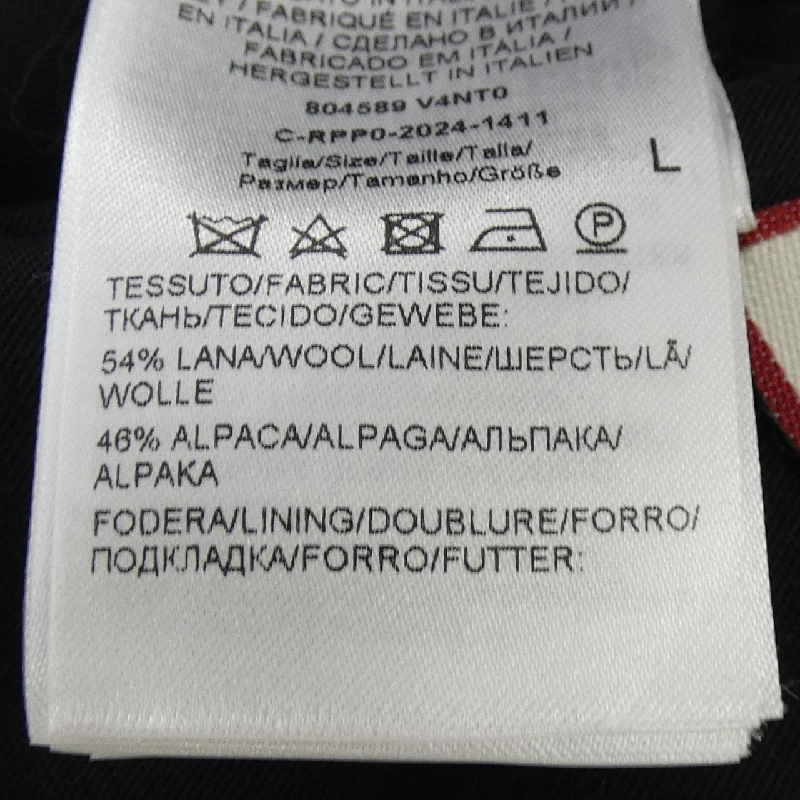 / FABRIQUÉ EN ITALIE /
EN ITALIA / СДЕЛАНО В ИТАЛИИ /
FABRICADO EM ITÁLIA /
HERGESTELLT IN ITALIEN
804589 V4NT0
C-RPP0-2024-1411
Taglia/Size/Taille/Talla/
Размер/Tamanho/Größe
L
P
TESSUTO/FABRIC/TISSU/TEJIDO/
ТКАНЬ/TECIDO/GEWEBE:
54% LANA/WOOL/LAINE/ШЕРСТЬ/LÃ/
WOLLE
46% ALPACA/ALPAGA/АЛЬПАКА/
ALPAKA
FODERA/LINING/DOUBLURE/FORRO/
ПОДКЛАДКА/FORRO/FUTTER: